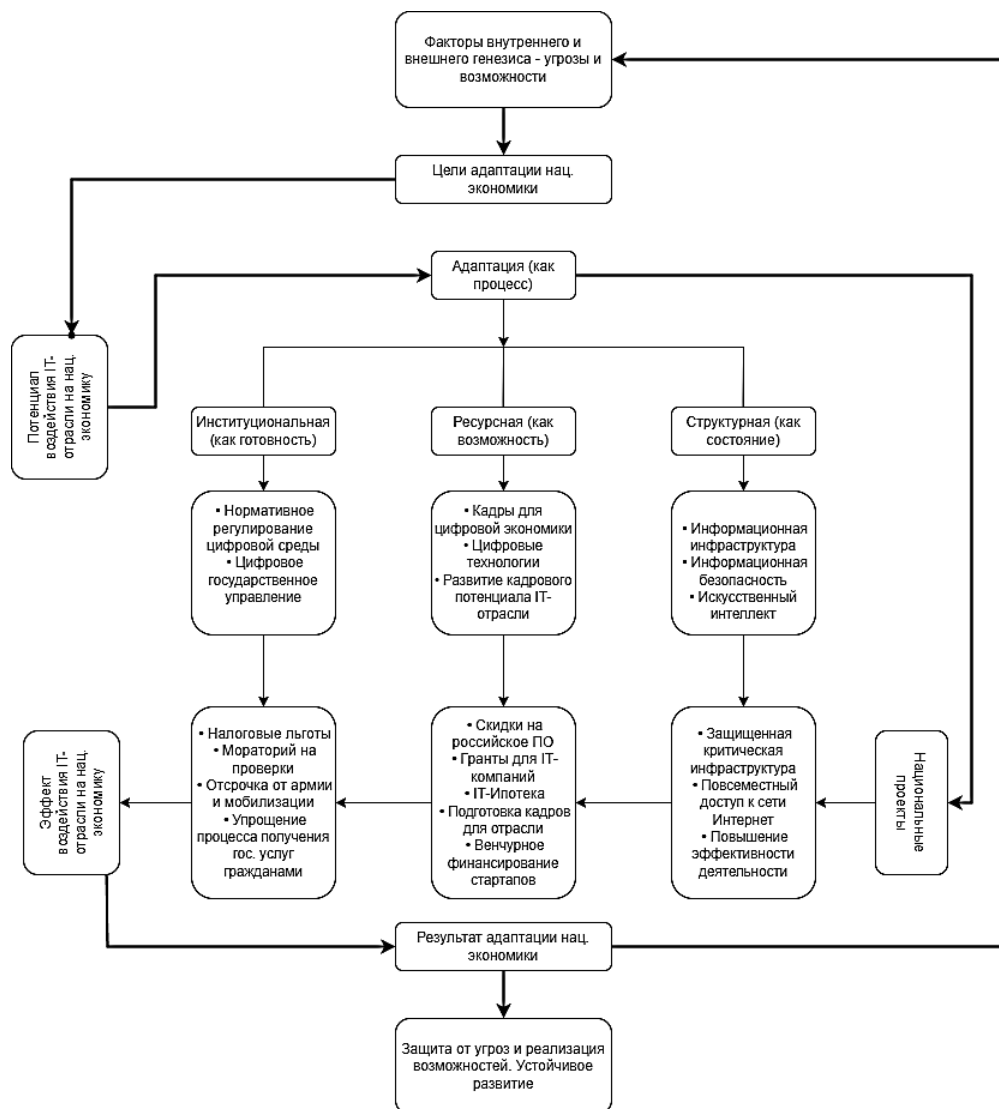 Факторы внутреннего и
внешнего генезиса - угрозы и
возможности
Цели адаптации нац.
экономики
Адаптация (как
процесс)
Потенциал
воздействия IT-
отрасли на нац.
экономику
Институциональная
(как готовность)
Ресурсная (как
возможность)
Структурная (как
состояние)
• Нормативное
регулирование
цифровой среды
• Цифровое
государственное
управление
• Кадры для
цифровой экономики
• Цифровые
технологии
• Развитие кадрового
потенциала IT-
отрасли
• Информационная
инфраструктура
• Информационная
безопасность
• Искусственный
интеллект
Эффект
воздействия IT-
отрасли на нац.
экономику
• Налоговые льготы
• Мораторий на
проверки
• Отсрочка от армии
и мобилизации
• Упрощение
процесса получения
гос. услуг
гражданами
• Скидки на
российское ПО
• Гранты для IT-
компаний
• IT-Ипотека
• Подготовка кадров
для отрасли
• Венчурное
финансирование
стартапов
• Защищенная
критическая
инфраструктура
• Повсеместный
доступ к сети
Интернет
• Повышение
эффективности
деятельности
Национальные
проекты
Результат адаптации нац.
экономики
Защита от угроз и реализация
возможностей. Устойчивое
развитие